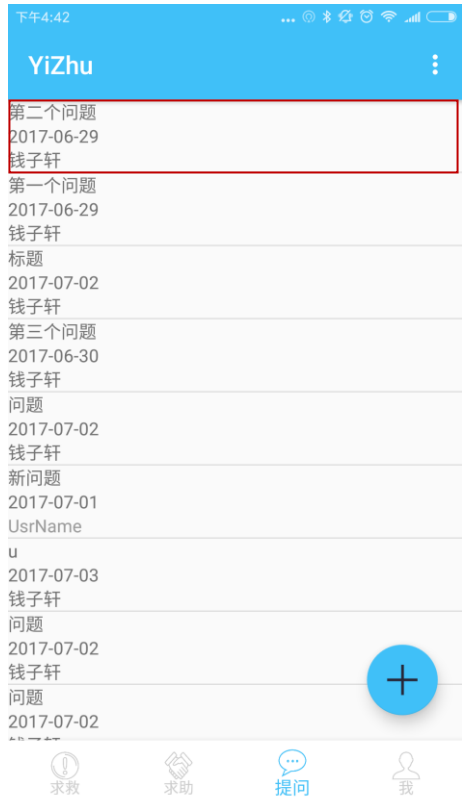 下午4:42
YiZhu
第二个问题
2017-06-29
钱子轩
第一个问题
2017-06-29
钱子轩
标题
2017-07-02
钱子轩
第三个问题
2017-06-30
钱子轩
问题
2017-07-02
钱子轩
新问题
2017-07-01
UsrName
u
2017-07-03
钱子轩
问题
2017-07-02
钱子轩
问题
2017-07-02
求救
求助
提问
我